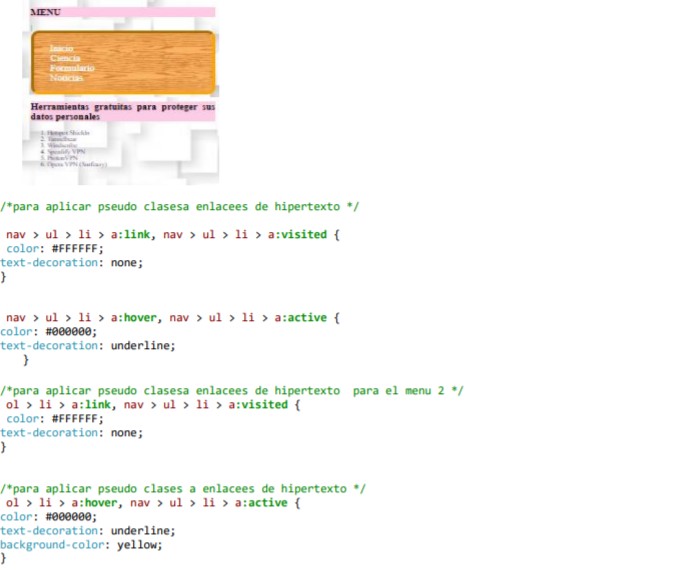 MENU
Inicio
Ciencia
Formulario
Noticias
Herramientas gratuitas para proteger sus
datos personales
1. Hotspot Shields
2. TunnelBear
3. Windscribe
4. Speedify VPN
5. VPN
6. Opera VPN
/*para aplicar pseudo clasesa enlacees de hipertexto */
nav > ul > li > a:link, nav > ul > li > a:visited {
color: #FFFFFF;
text-decoration: none;
}
nav > ul > li > a:hover, nav > ul > li > a:active {
color: #000000;
text-decoration: underline;
}
/*para aplicar pseudo clasesa enlacees de hipertexto  para el menu 2 */
ol > li > a:link, nav > ul > li > a:visited {
color: #FFFFFF;
text-decoration: none;
}
/*para aplicar pseudo clases a enlacees de hipertexto */
ol > li > a:hover, nav > ul > li > a:active {
color: #000000;
text-decoration: underline;
background-color: yellow;
}